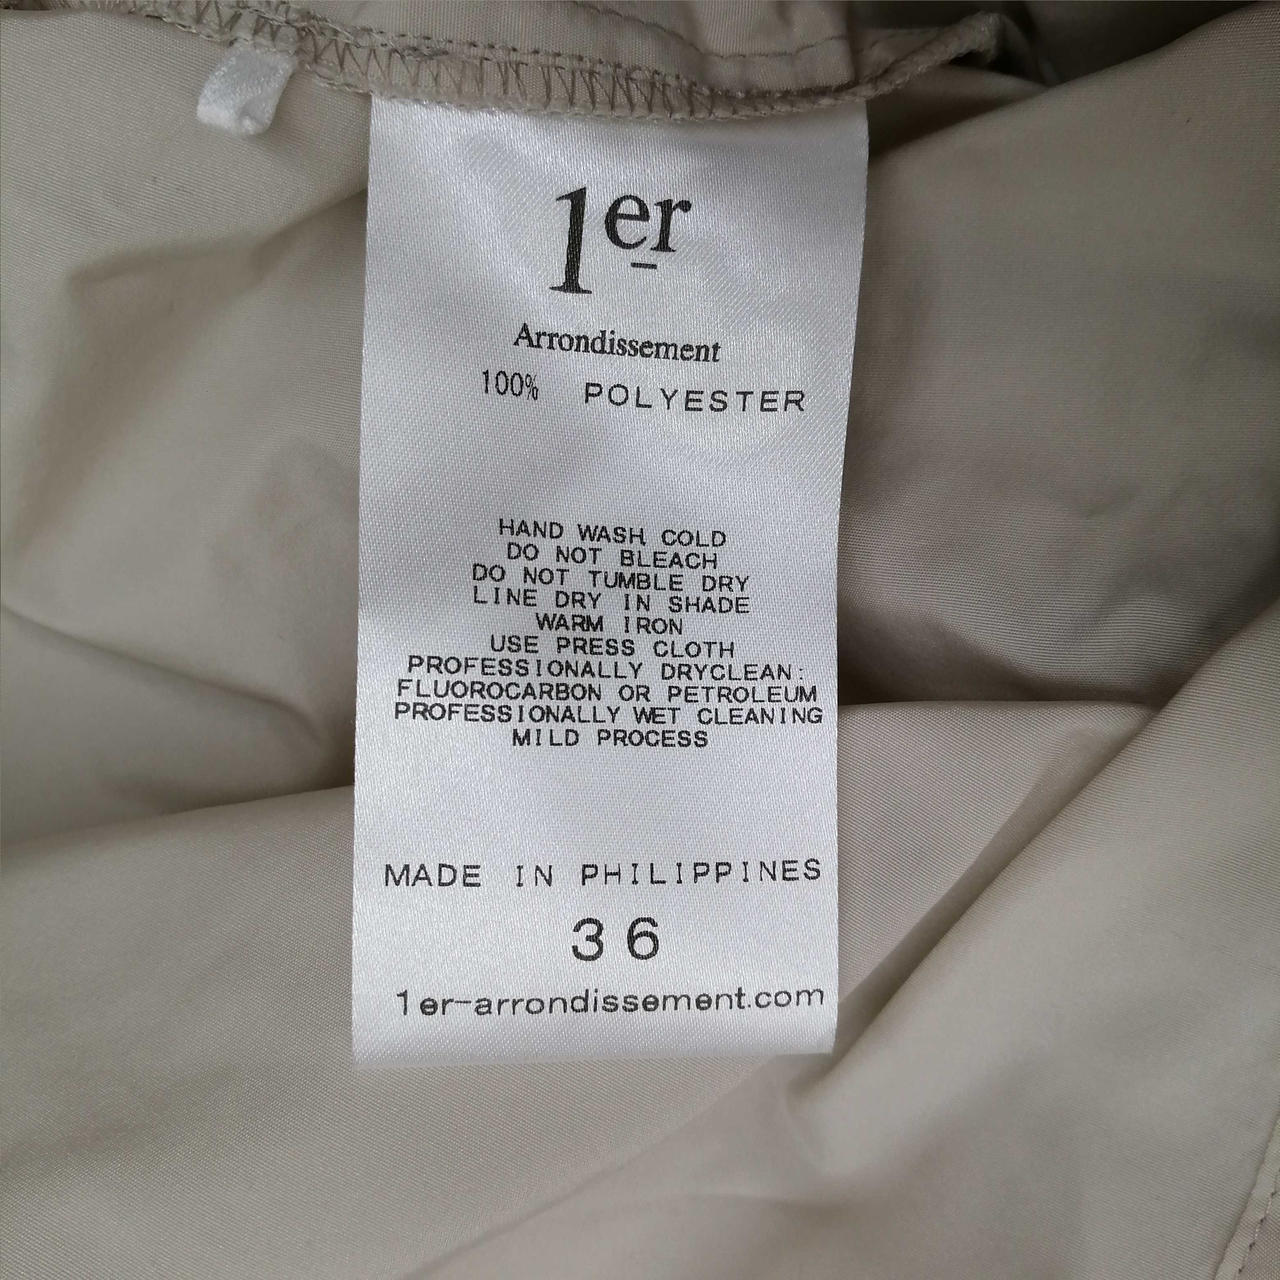 1er
Arrondissement
100% POLYESTER
HAND WASH COLD
DO NOT BLEACH
DO NOT TUMBLE DRY
LINE DRY IN SHADE
WARM IRON
USE PRESS CLOTH
PROFESSIONALLY DRYCLEAN:
FLUOROCARBON OR PETROLEUM
PROFESSIONALLY WET CLEANING
MILD PROCESS
MADE IN PHILIPPINES
36
1er-arrondissement.com